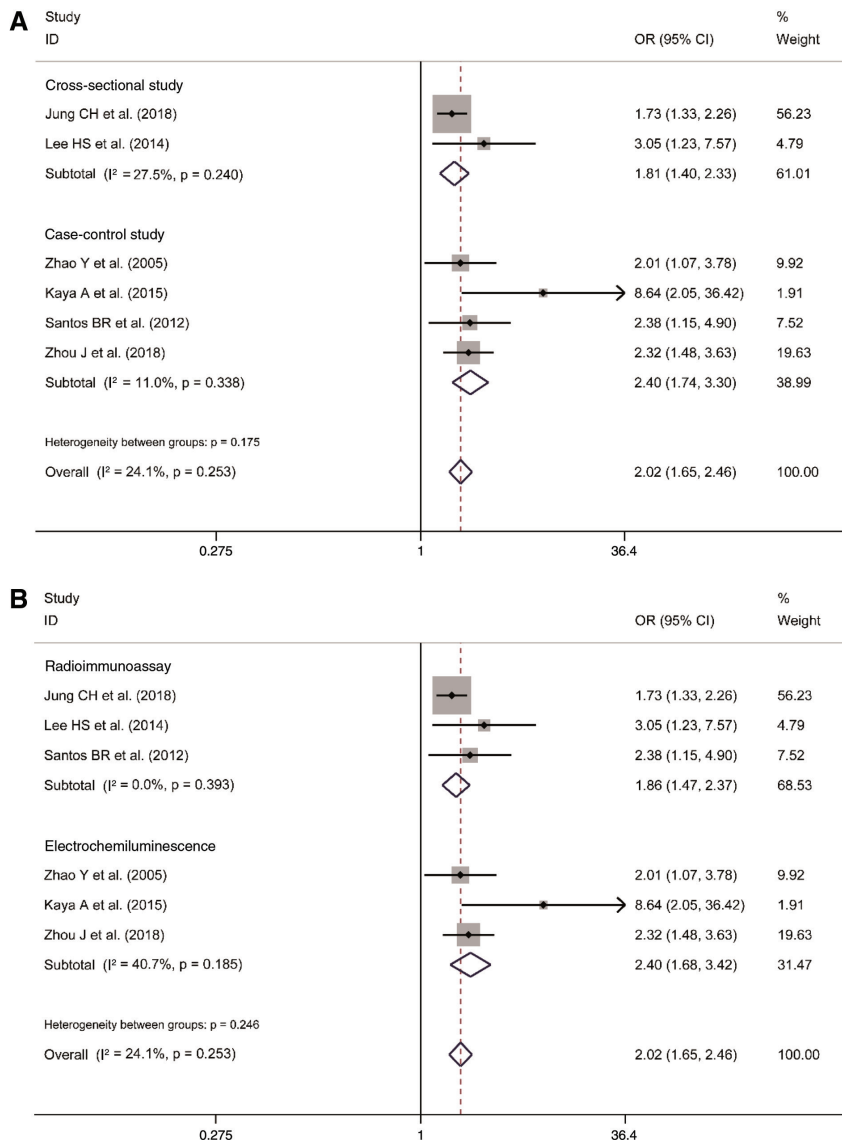 A
Study %
ID OR (95% CI) Weight
Cross-sectional study
Jung CH et al. (2018) 1.73 (1.33, 2.26) 56.23
Lee HS et al. (2014) 3.05 (1.23, 7.57) 4.79
Subtotal (I² = 27.5%, p = 0.240) 1.81 (1.40, 2.33) 61.01
Case-control study
Zhao Y et al. (2005) 2.01 (1.07, 3.78) 9.92
Kaya A et al. (2015) 8.64 (2.05, 36.42) 1.91
Santos BR et al. (2012) 2.38 (1.15, 4.90) 7.52
Zhou J et al. (2018) 2.32 (1.48, 3.63) 19.63
Subtotal (I² = 11.0%, p = 0.338) 2.40 (1.74, 3.30) 38.99
Heterogeneity between groups: p = 0.175
Overall (I² = 24.1%, p = 0.253) 2.02 (1.65, 2.46) 100.00
0.275 1 36.4
B
Study %
ID OR (95% CI) Weight
Radioimmunoassay
Jung CH et al. (2018) 1.73 (1.33, 2.26) 56.23
Lee HS et al. (2014) 3.05 (1.23, 7.57) 4.79
Santos BR et al. (2012) 2.38 (1.15, 4.90) 7.52
Subtotal (I² = 0.0%, p = 0.393) 1.86 (1.47, 2.37) 68.53
Electrochemiluminescence
Zhao Y et al. (2005) 2.01 (1.07, 3.78) 9.92
Kaya A et al. (2015) 8.64 (2.05, 36.42) 1.91
Zhou J et al. (2018) 2.32 (1.48, 3.63) 19.63
Subtotal (I² = 40.7%, p = 0.185) 2.40 (1.68, 3.42) 31.47
Heterogeneity between groups: p = 0.246
Overall (I² = 24.1%, p = 0.253) 2.02 (1.65, 2.46) 100.00
0.275 1 36.4